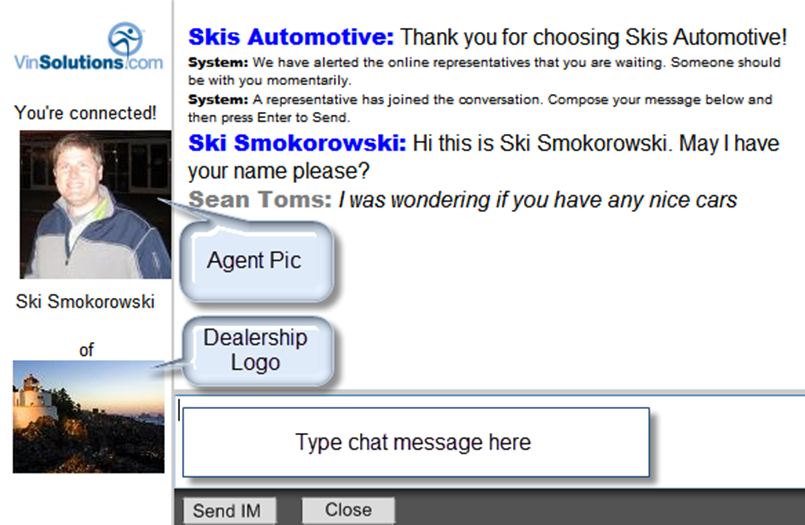 VinSolutions.com
You're connected!
Ski Smokorowski
of
Skis Automotive: Thank you for choosing Skis Automotive!
System: We have alerted the online representatives that you are waiting. Someone should
be with you momentarily.
System: A representative has joined the conversation. Compose your message below and
then press Enter to Send.
Ski Smokorowski: Hi this is Ski Smokorowski. May I have
your name please?
Sean Toms: I was wondering if you have any nice cars
Agent Pic
Dealership
Logo
Type chat message here
Send IM
Close